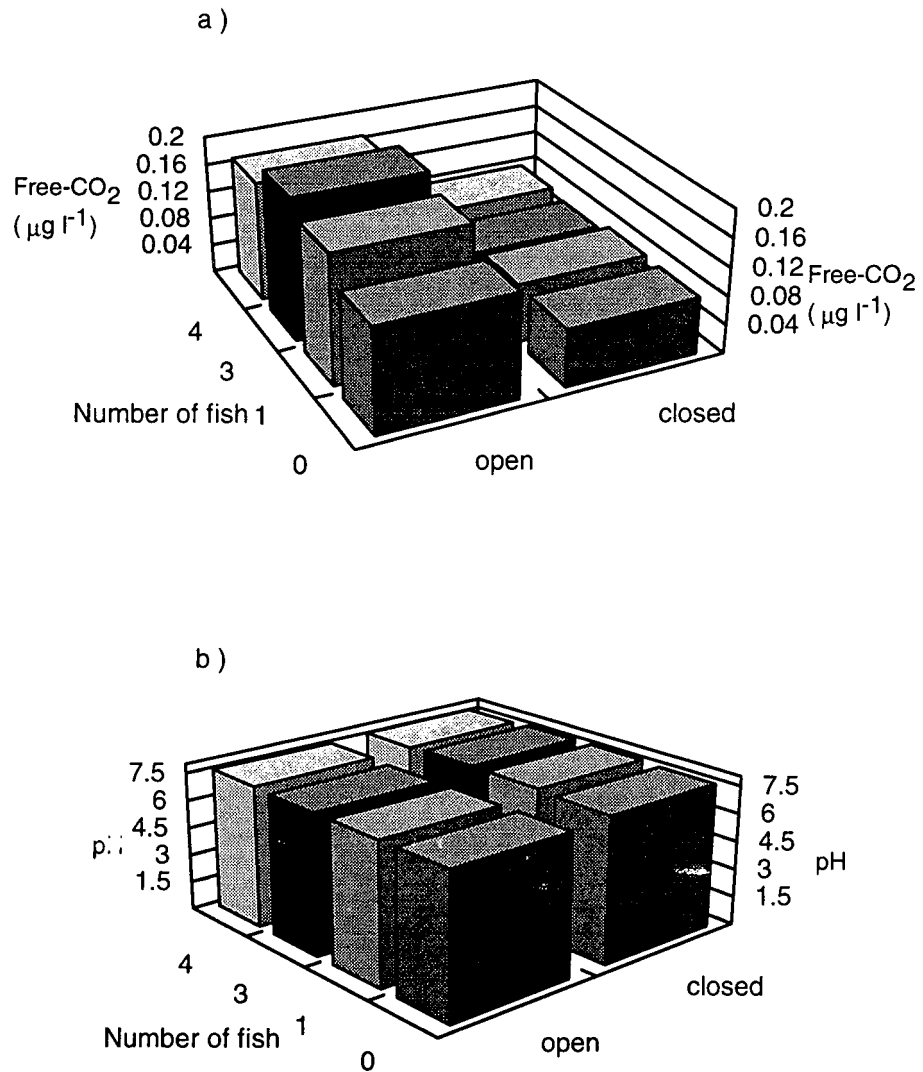 a )
0.2
0.16
0.12
0.08
0.04
Free-CO₂
( µg l⁻¹)
0.2
0.16
0.12
0.08
0.04
Free-CO₂
( µg l⁻¹)
4
3
Number of fish 1
0
open
closed
b )
7.5
6
4.5
3
1.5
7.5
6
4.5
3
1.5
pH
4
3
1
Number of fish
0
open
closed